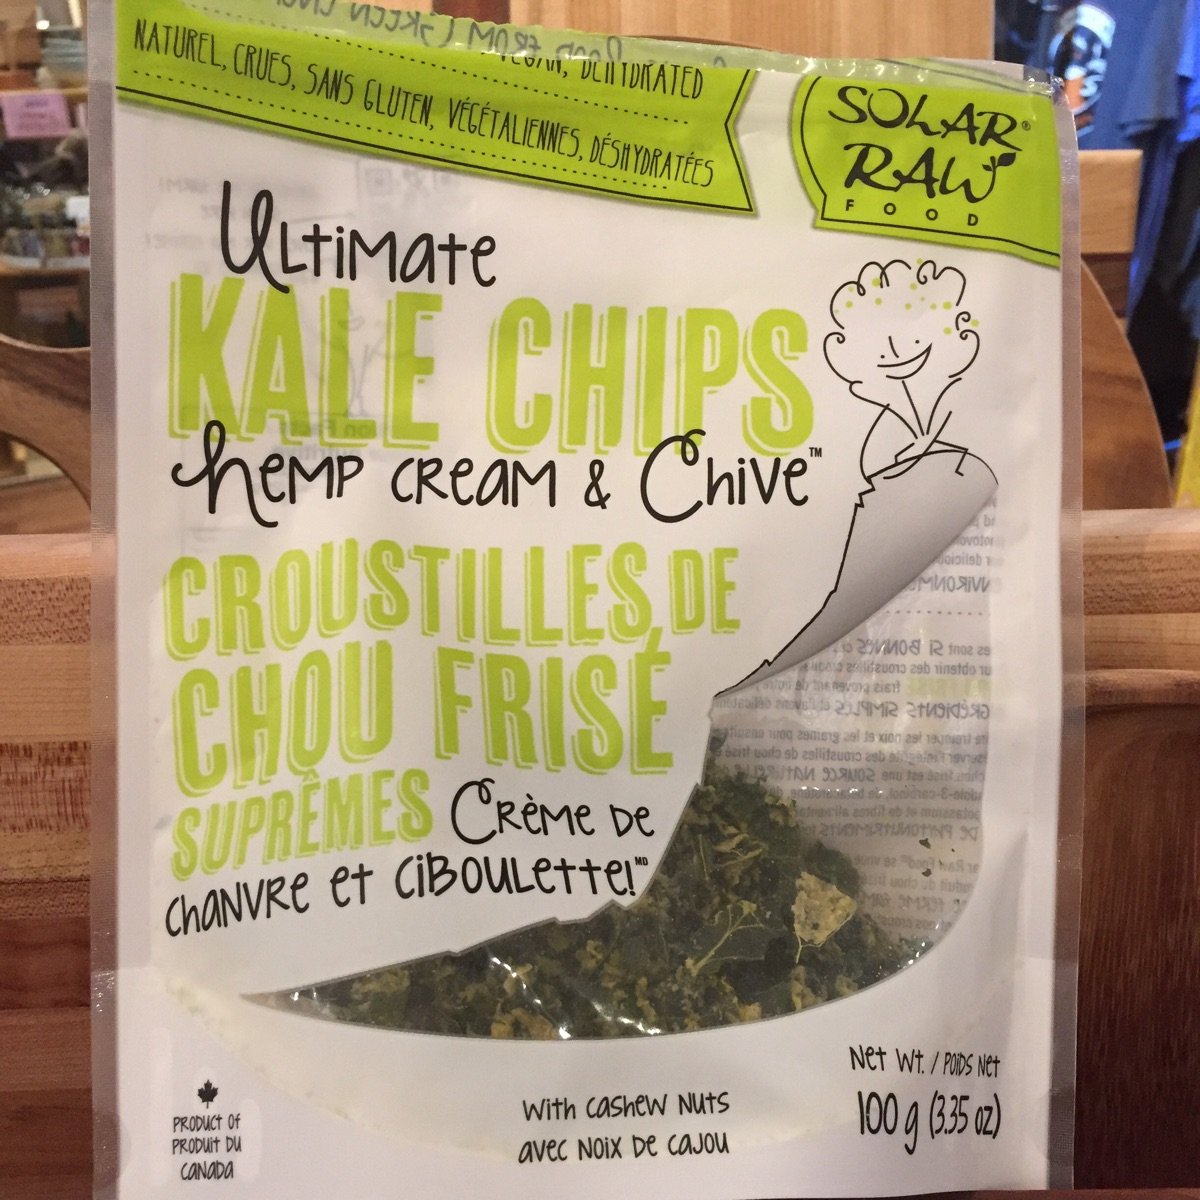 VEGAN, DEHYDRATED
NATUREL, CRUES, SANS GLUTEN, VÉGÉTALIENNES, DÉSHYDRATÉES
SOLAR®
RAW
FOOD
ULTIMATE
KALE CHIPS
HEMP CREAM & CHIVE™
CROUSTILLES DE
CHOU FRISÉ
SUPRÊMES CRÈME DE
CHANVRE ET CIBOULETTE!MD
NET WT. / POIDS NET
100 g (3.35 oz)
WITH CASHEW NUTS
AVEC NOIX DE CAJOU
PRODUCT OF
PRODUIT DU
CANADA